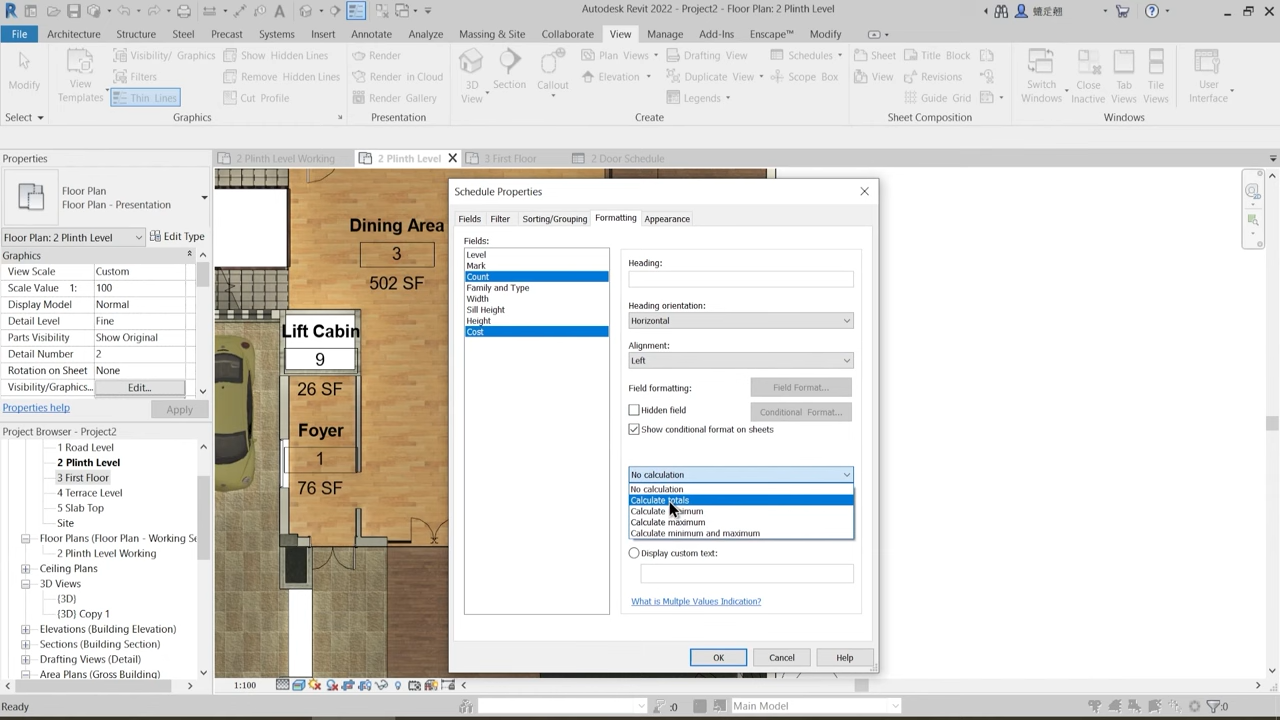 Autodesk Revit 2022 - Project2 - Floor Plan: 2 Plinth Level
File Architecture Structure Steel Precast Systems Insert Annotate Analyze Massing & Site Collaborate View Manage Add-Ins Enscape™ Modify
Modify
Select
View Templates
Visibility/ Graphics
Filters
Thin Lines
Show Hidden Lines
Remove Hidden Lines
Cut Profile
Graphics
Render
Render in Cloud
Render Gallery
Presentation
3D View
Section
Callout
Plan Views
Elevation
Drafting View
Duplicate View
Legends
Schedules
Scope Box
Create
Sheet
View
Title Block
Revisions
Guide Grid
Sheet Composition
Switch Windows
Close Inactive
Tab Views
Tile Views
User Interface
Windows
Properties
2 Plinth Level Working
2 Plinth Level
3 First Floor
2 Door Schedule
Floor Plan
Floor Plan - Presentation
Floor Plan: 2 Plinth Level
Edit Type
Graphics
View Scale Custom
Scale Value 1: 100
Display Model Normal
Detail Level Fine
Parts Visibility Show Original
Detail Number 2
Rotation on Sheet None
Visibility/Graphics... Edit...
Properties help
Apply
Project Browser - Project2
1 Road Level
2 Plinth Level
3 First Floor
4 Terrace Level
5 Slab Top
Site
Floor Plans (Floor Plan - Working Se
2 Plinth Level Working
Ceiling Plans
3D Views
{3D}
{3D} Copy 1
Elevations (Building Elevation)
Sections (Building Section)
Drafting Views (Detail)
Area Plans (Gross Building)
Dining Area
3
502 SF
Lift Cabin
9
26 SF
Foyer
1
76 SF
Schedule Properties
Fields Filter Sorting/Grouping Formatting Appearance
Fields:
Level
Mark
Count
Family and Type
Width
Sill Height
Height
Cost
Heading:
Heading orientation:
Horizontal
Alignment:
Left
Field formatting:
Field Format...
Hidden field
Conditional Format...
Show conditional format on sheets
No calculation
No calculation
Calculate totals
Calculate minimum
Calculate maximum
Calculate minimum and maximum
Display custom text:
What is Multple Values Indication?
OK
Cancel
Help
1:100
Ready
:0
Main Model
:0